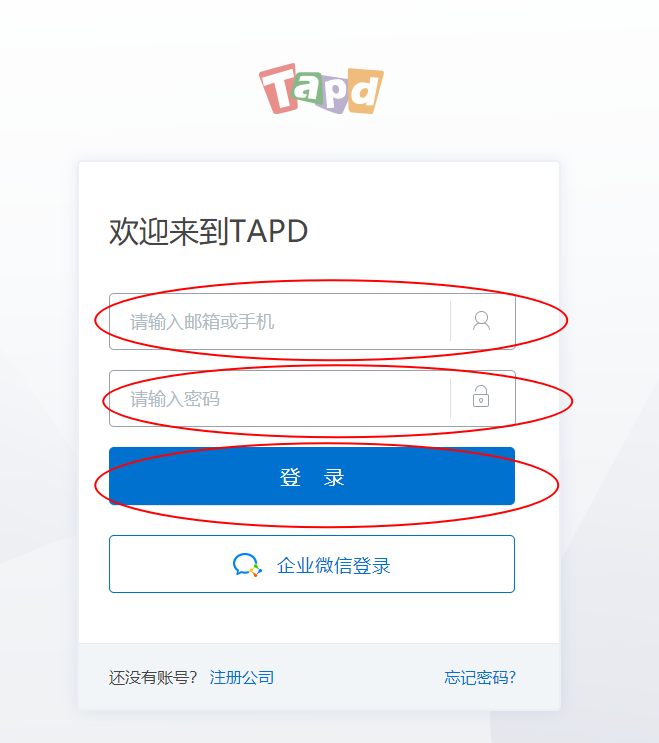 Tapd
欢迎来到TAPD
请输入邮箱或手机
请输入密码
登 录
企业微信登录
还没有账号? 注册公司 忘记密码?